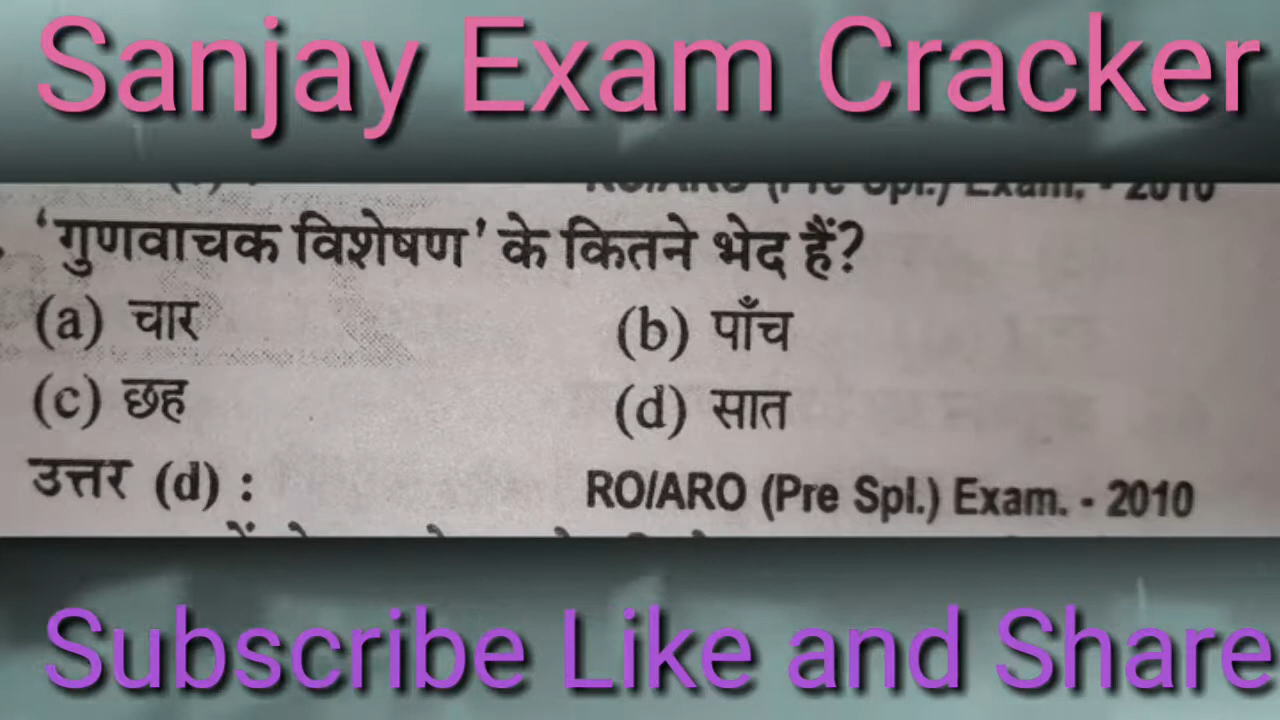 Sanjay Exam Cracker
'गुणवाचक विशेषण' के कितने भेद हैं?
(a) चार (b) पाँच
(c) छह (d) सात
उत्तर (d) : RO/ARO (Pre Spl.) Exam. - 2010
Subscribe Like and Share